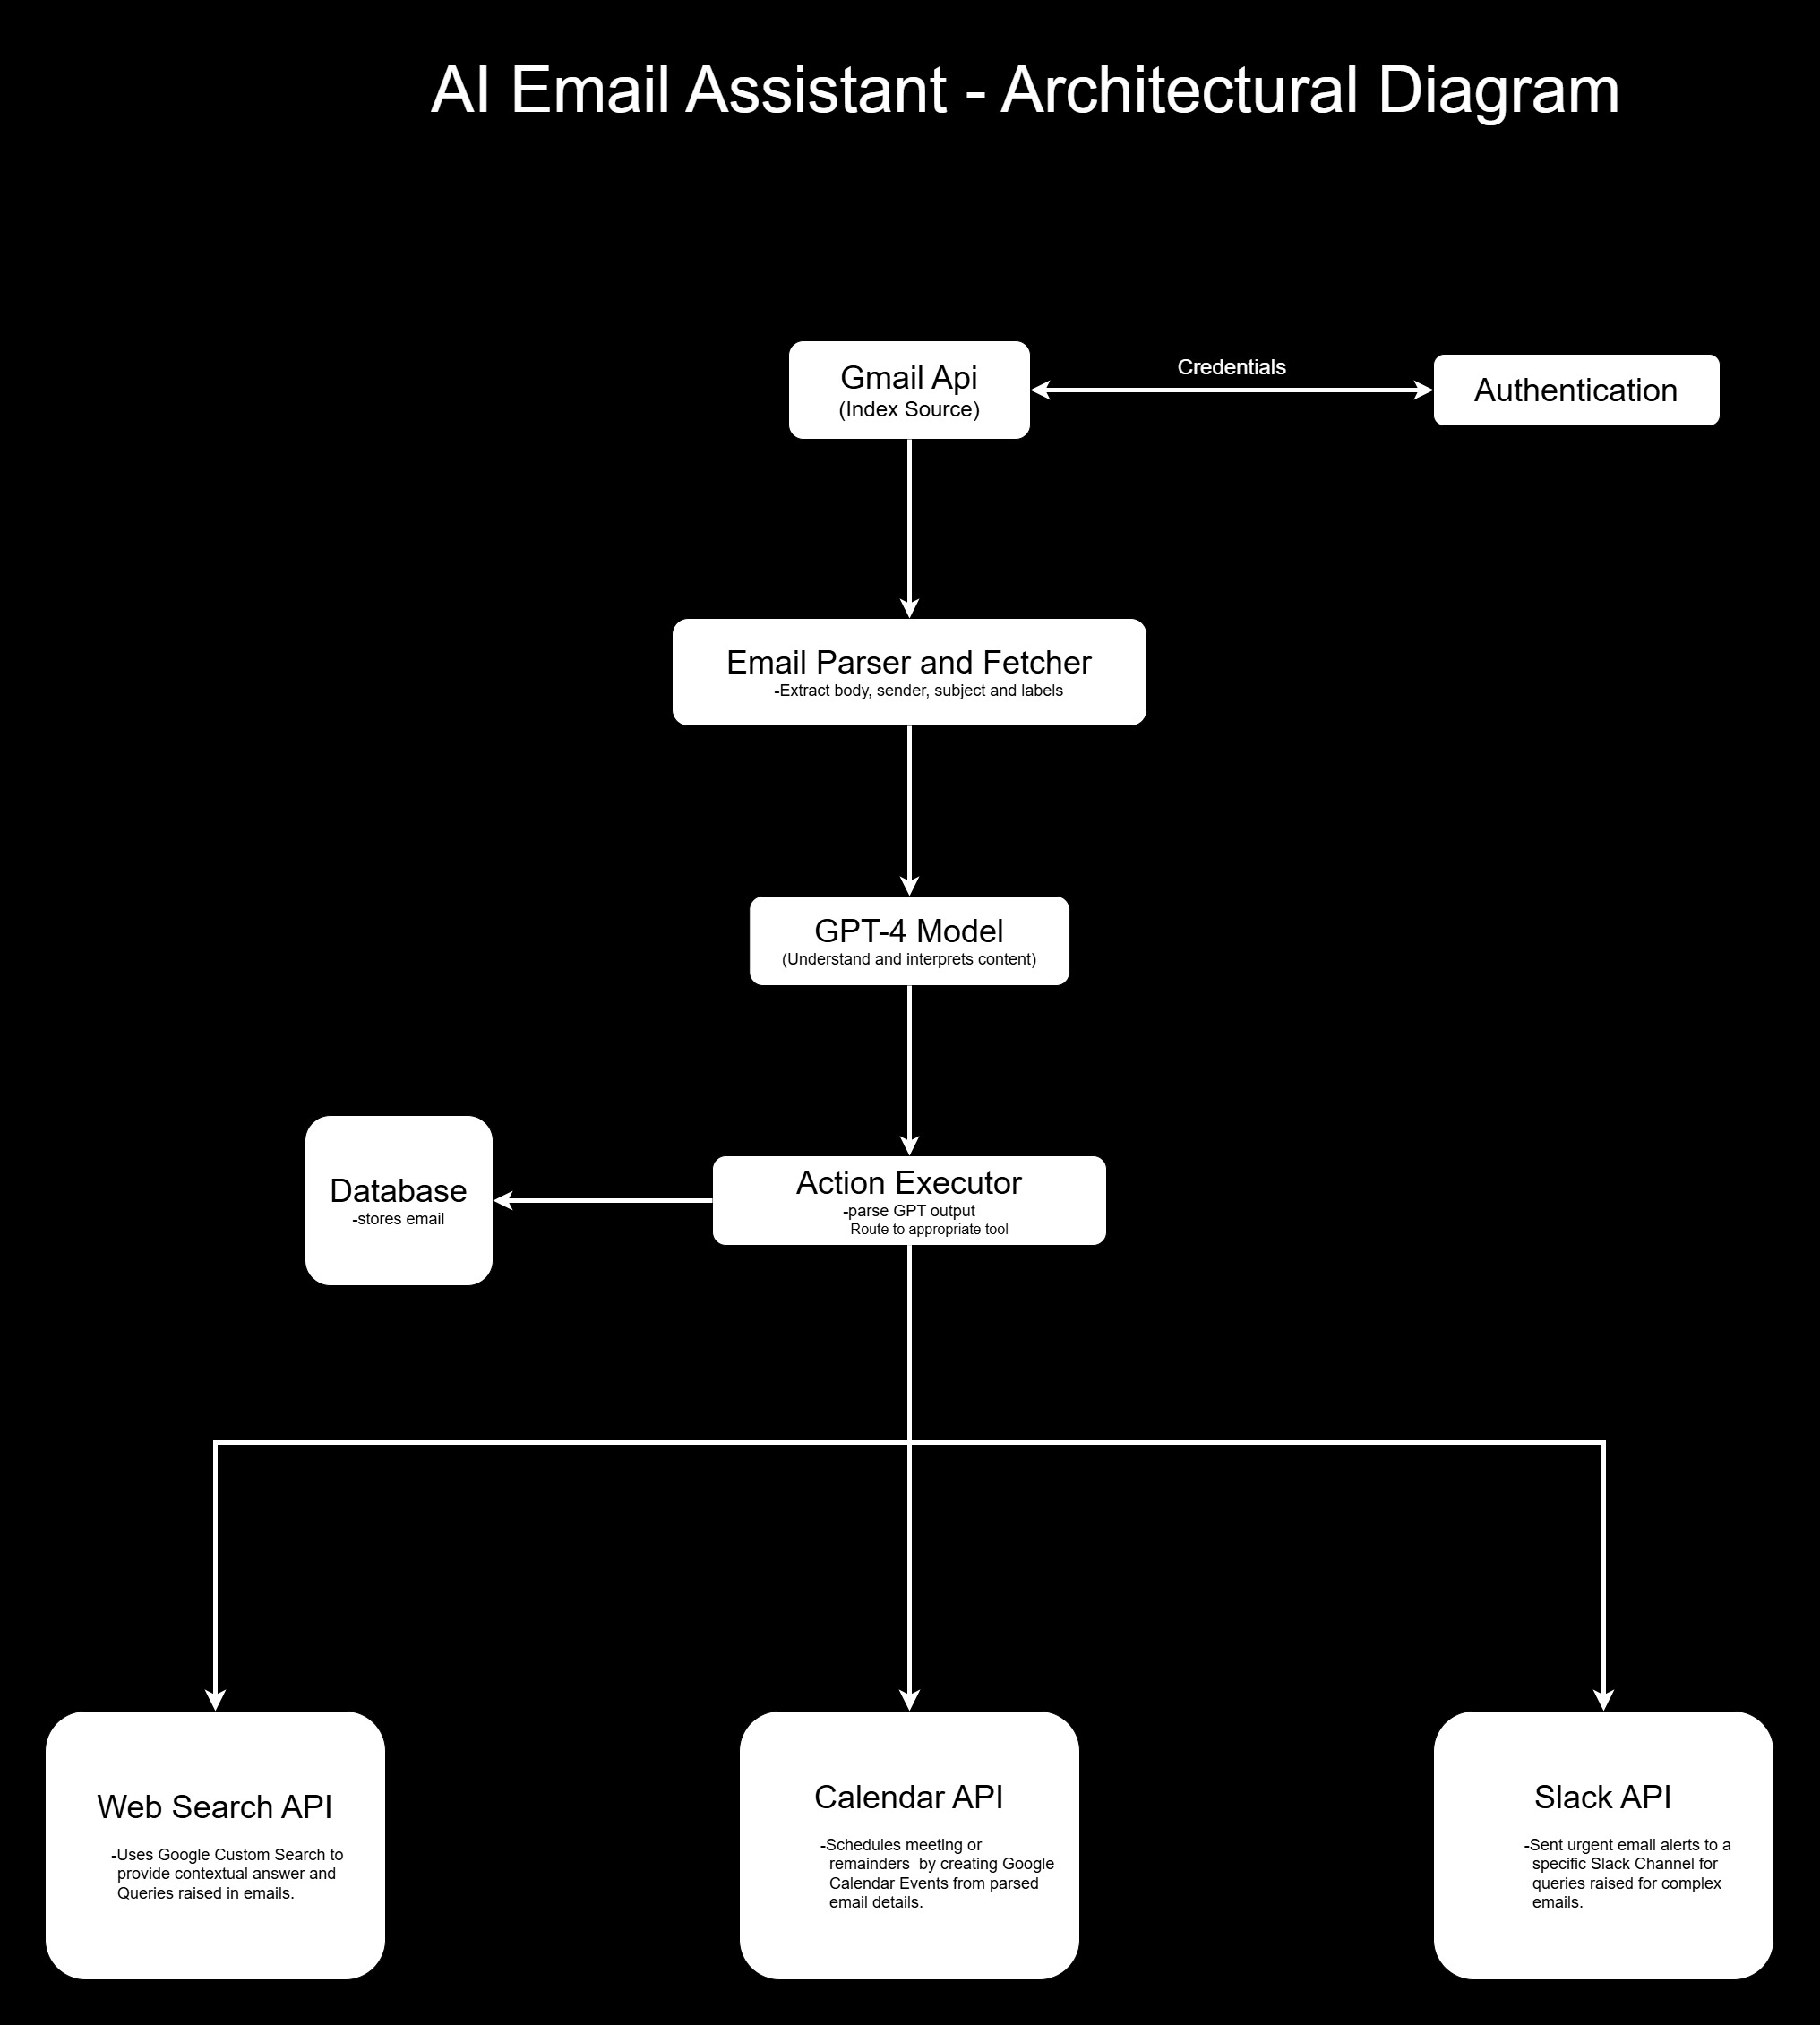 AI Email Assistant - Architectural Diagram
Gmail Api
(Index Source)
Credentials
Authentication
Email Parser and Fetcher
-Extract body, sender, subject and labels
GPT-4 Model
(Understand and interprets content)
Database
-stores email
Action Executor
-parse GPT output
-Route to appropriate tool
Web Search API
-Uses Google Custom Search to
provide contextual answer and
Queries raised in emails.
Calendar API
-Schedules meeting or
remainders  by creating Google
Calendar Events from parsed
email details.
Slack API
-Sent urgent email alerts to a
specific Slack Channel for
queries raised for complex
emails.